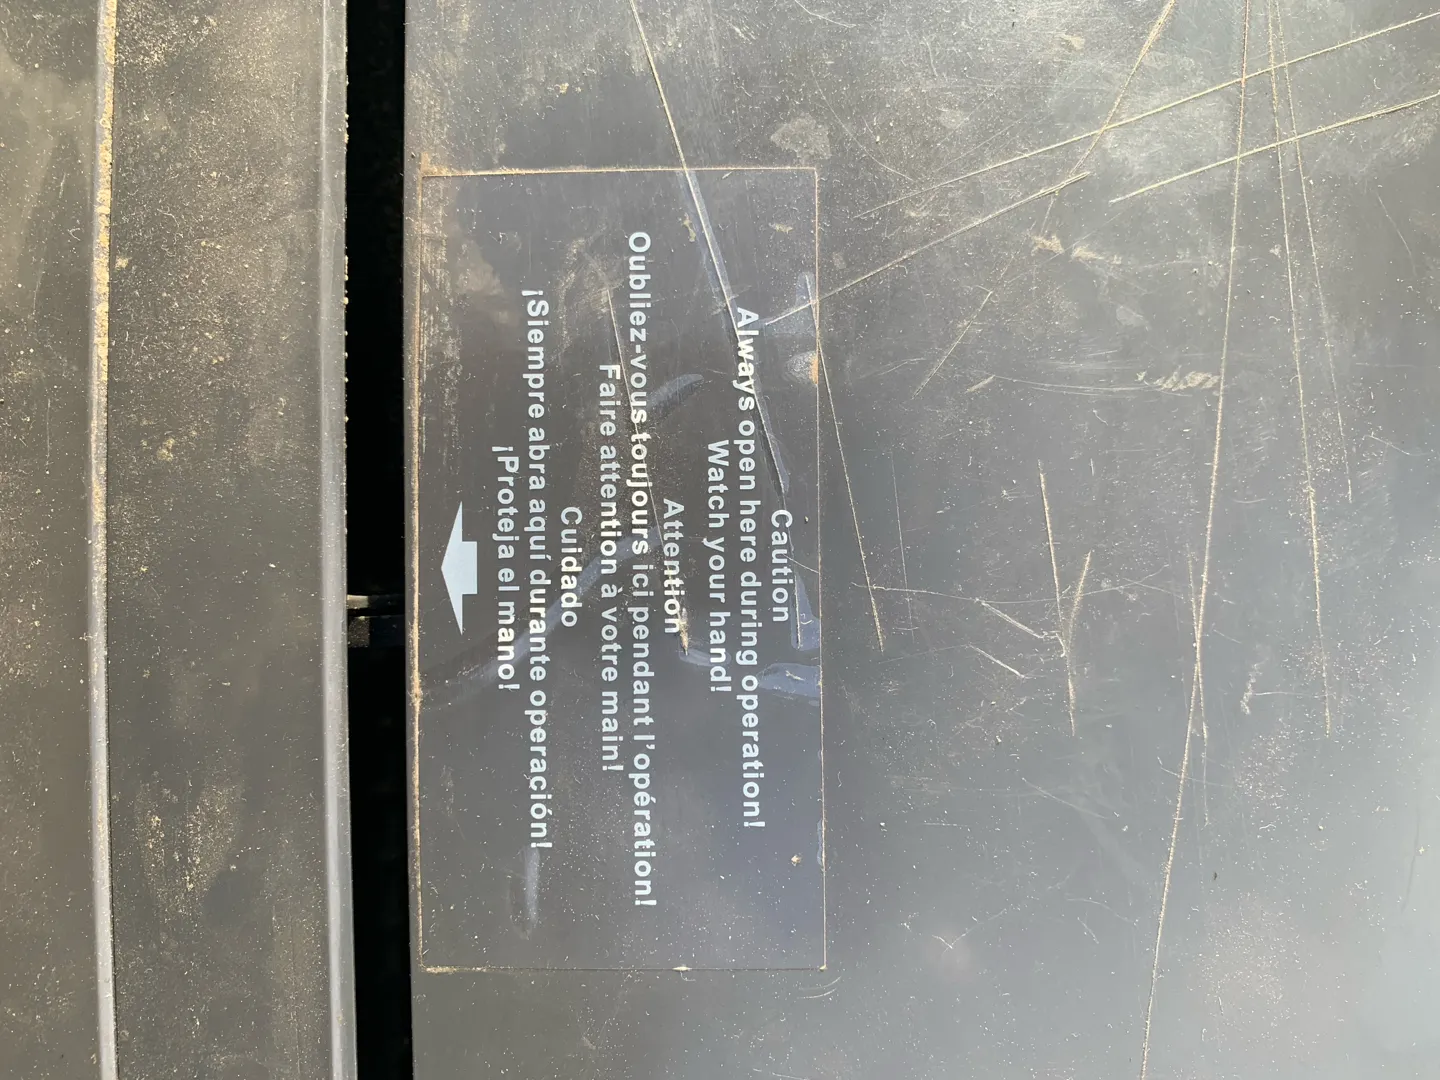 Caution
Always open here during operation!
Watch your hand!
Attention
Oubliez-vous toujours ici pendant l'opération!
Faire attention à votre main!
Cuidado
¡Siempre abra aquí durante operación!
¡Proteja el mano!